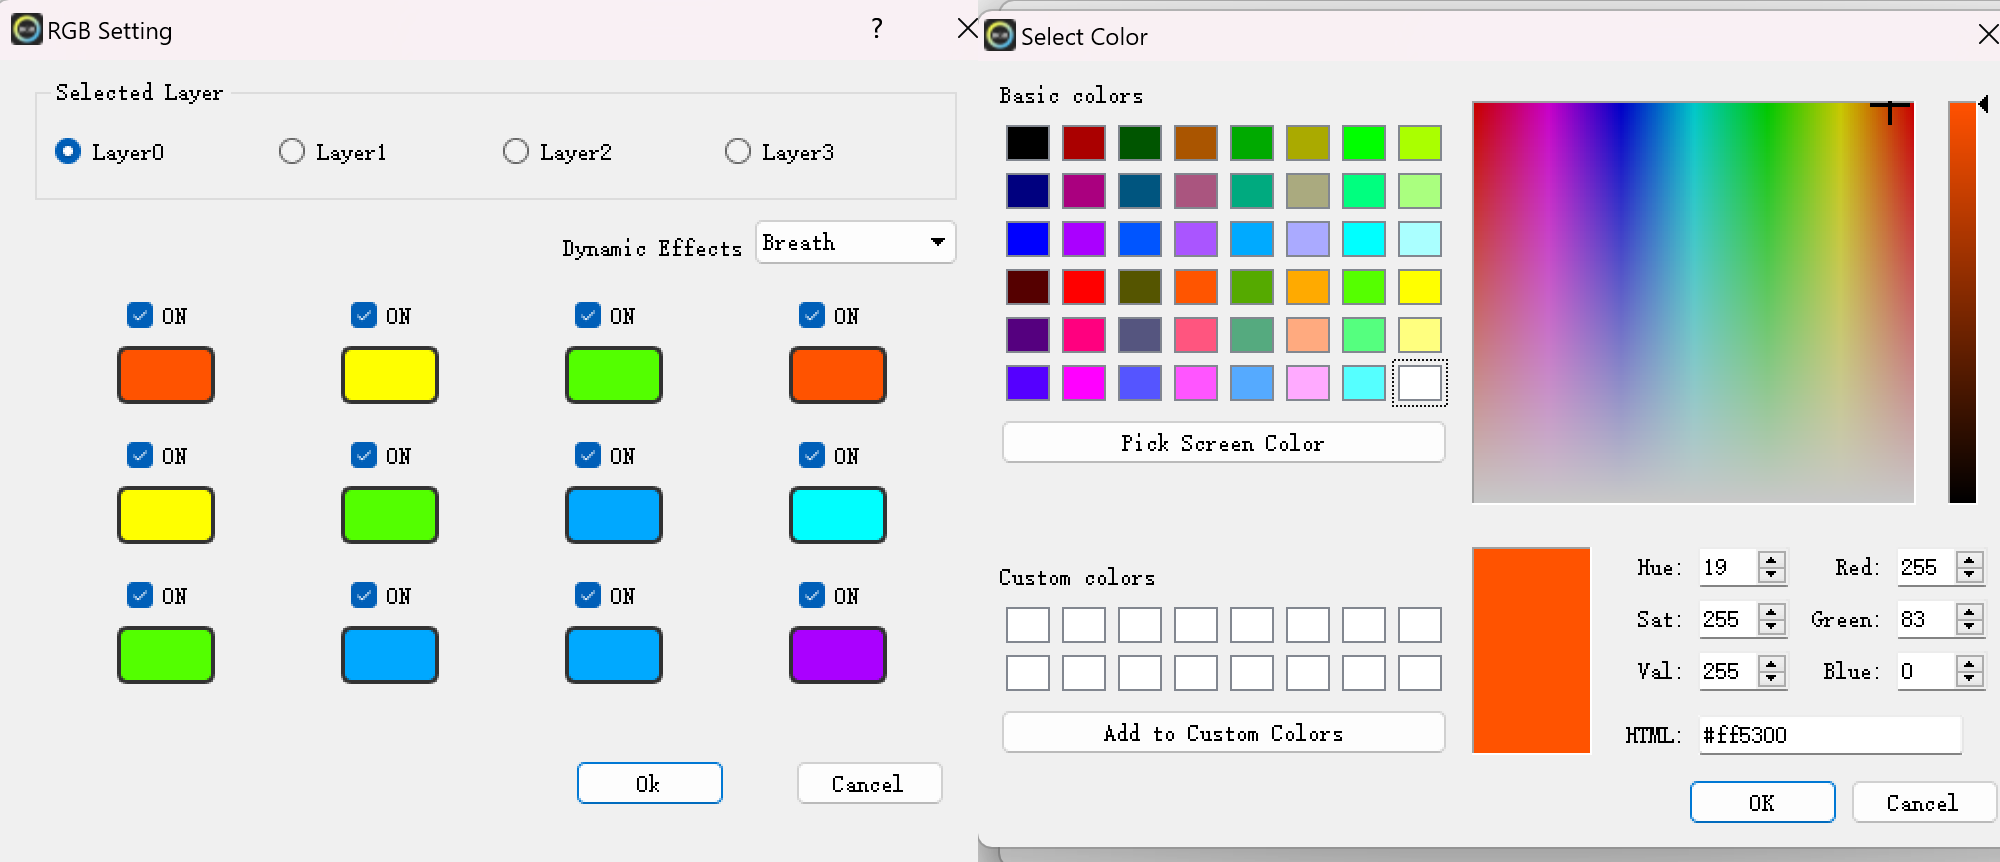 RGB Setting
?
Selected Layer
Layer0
Layer1
Layer2
Layer3
Dynamic Effects
Breath
ON
ON
ON
ON
ON
ON
ON
ON
ON
ON
ON
ON
Ok
Cancel
Select Color
Basic colors
Pick Screen Color
Custom colors
Add to Custom Colors
Hue: 19
Red: 255
Sat: 255
Green: 83
Val: 255
Blue: 0
HTML: #ff5300
OK
Cancel